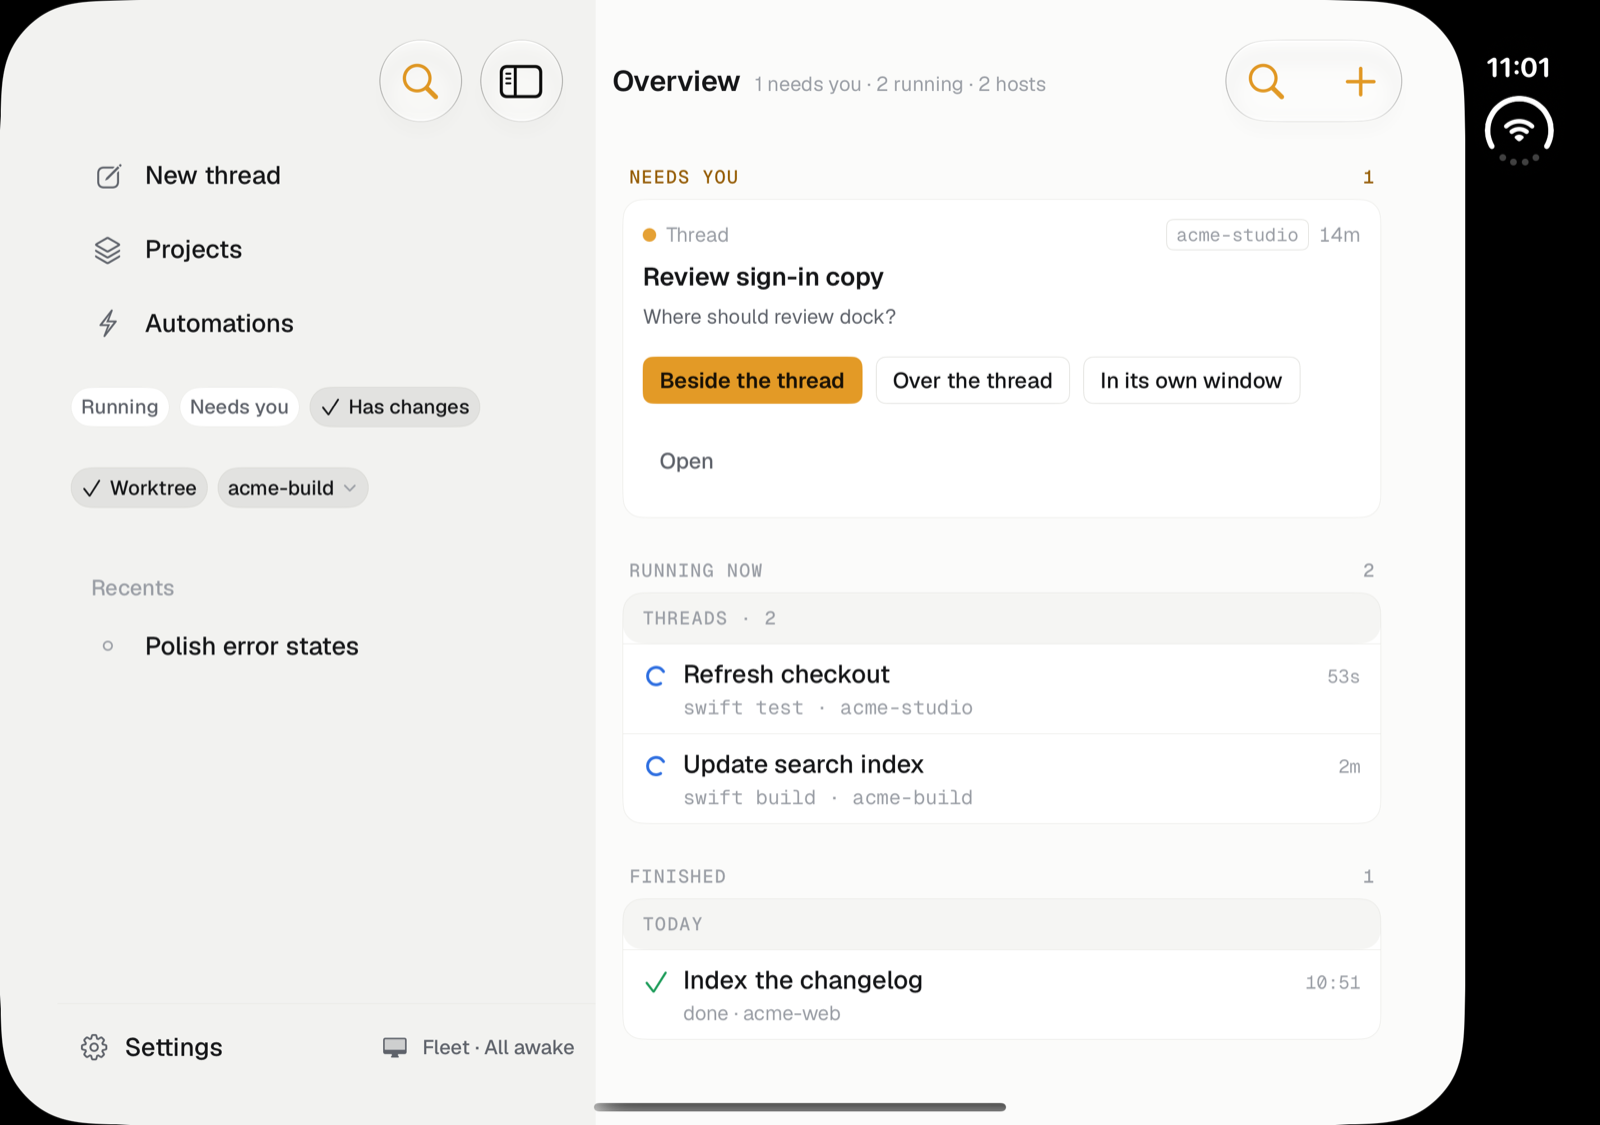 11:01
New thread
Projects
Automations
Running
Needs you
Has changes
Worktree
acme-build
Recents
Polish error states
Settings
Fleet · All awake
Overview
1 needs you · 2 running · 2 hosts
NEEDS YOU 1
Thread acme-studio 14m
Review sign-in copy
Where should review dock?
Beside the thread
Over the thread
In its own window
Open
RUNNING NOW 2
THREADS · 2
Refresh checkout 53s
swift test · acme-studio
Update search index 2m
swift build · acme-build
FINISHED 1
TODAY
Index the changelog 10:51
done · acme-web